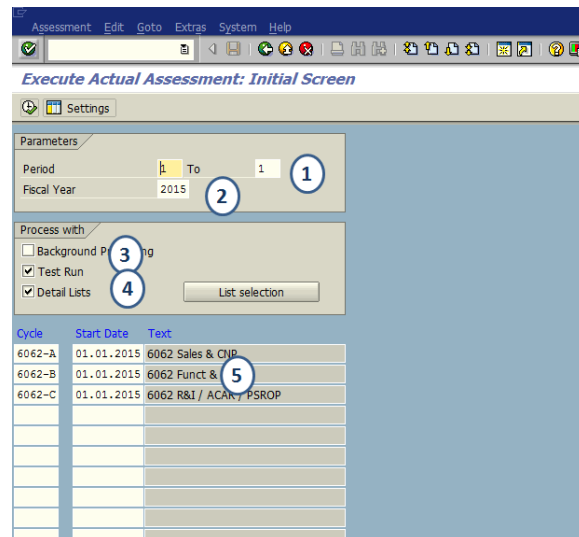 Assessment Edit Goto Extras System Help
Execute Actual Assessment: Initial Screen
Settings
Parameters
Period 1 To 1 1
Fiscal Year 2015 2
Process with
Background ng 3
Test Run
Detail Lists 4 List selection
Cycle Start Date Text
6062-A 01.01.2015 6062 Sales & CNP
6062-B 01.01.2015 6062 Funct & 5
6062-C 01.01.2015 6062 R&I / ACAR / PSROP